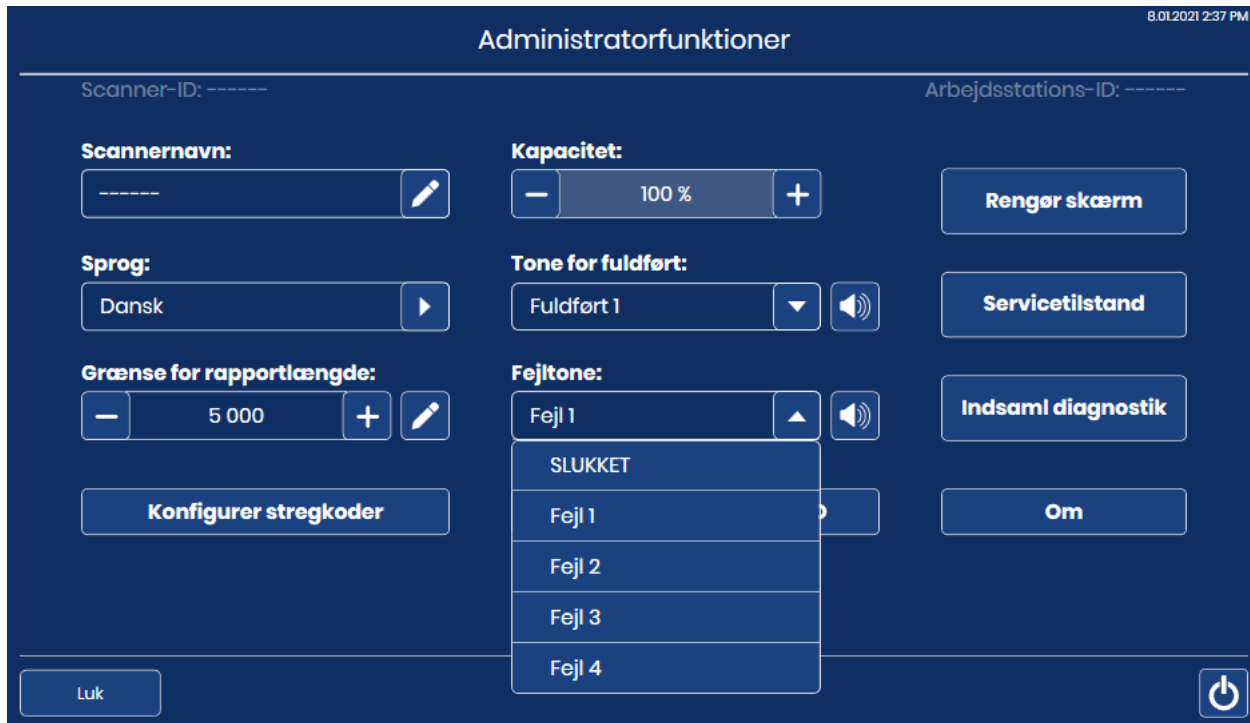 8.01.2021 2:37 PM
Administratorfunktioner
Scanner-ID: ------
Arbejdsstations-ID: ------
Scannernavn:
------
Kapacitet:
100 %
Rengør skærm
Sprog:
Dansk
Tone for fuldført:
Fuldført 1
Servicetilstand
Grænse for rapportlængde:
5 000
Fejltone:
Fejl 1
Indsaml diagnostik
SLUKKET
Fejl 1
Fejl 2
Fejl 3
Fejl 4
Konfigurer stregkoder
Om
Luk